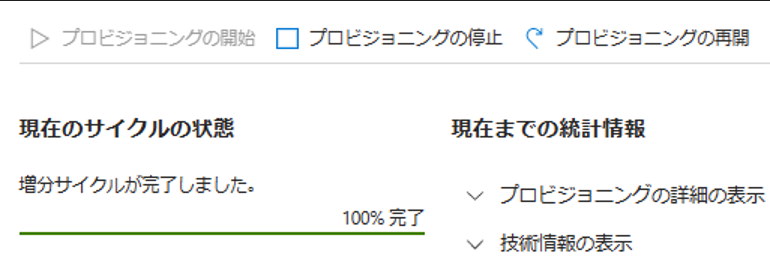 プロビジョニングの開始 プロビジョニングの停止 プロビジョニングの再開
現在のサイクルの状態
増分サイクルが完了しました。
100% 完了
現在までの統計情報
プロビジョニングの詳細の表示
技術情報の表示